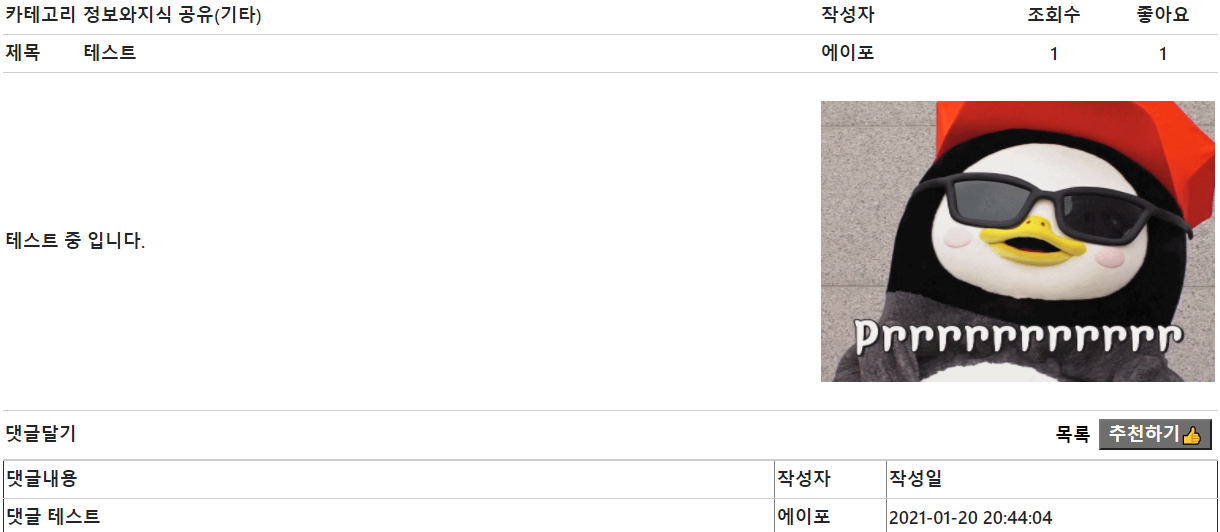 카테고리 정보와지식 공유(기타) 작성자 조회수 좋아요
제목 테스트 에이포 1 1
테스트 중 입니다.
Prrrrrrrrrrrr
댓글달기 목록 추천하기👍
댓글내용 작성자 작성일
댓글 테스트 에이포 2021-01-20 20:44:04